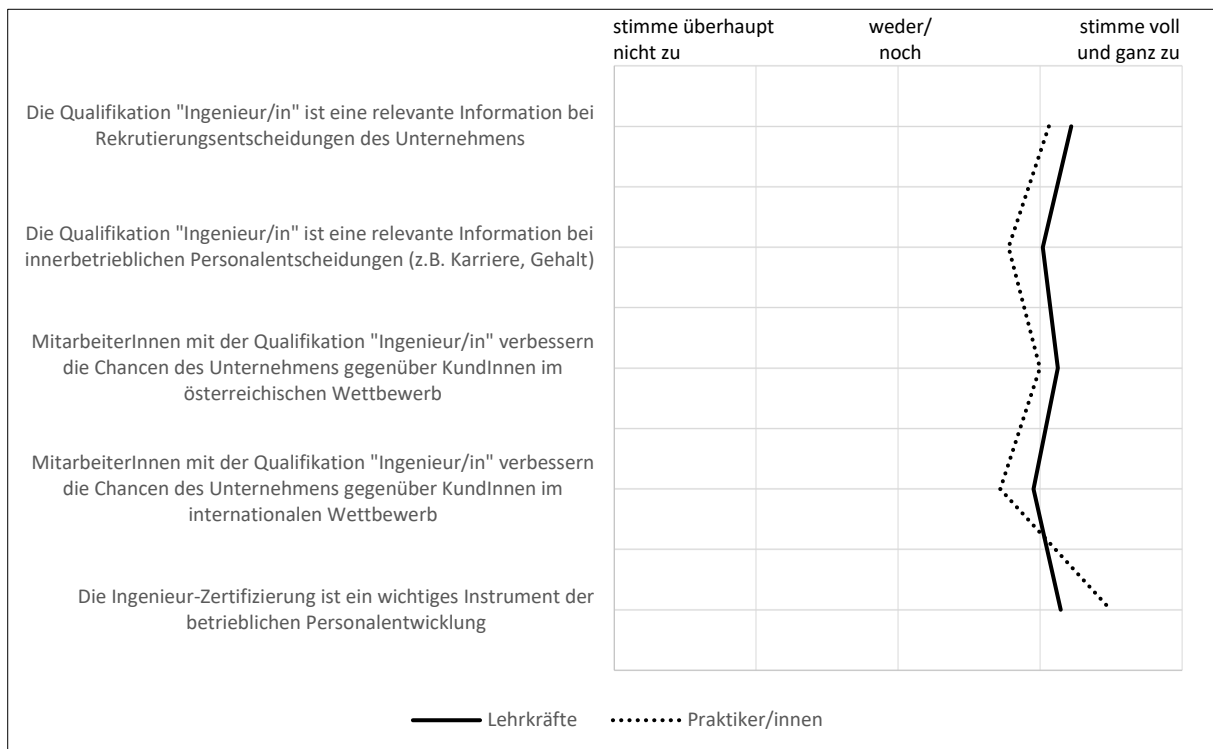 stimme überhaupt
nicht zu
weder/
noch
stimme voll
und ganz zu
Die Qualifikation "Ingenieur/in" ist eine relevante Information bei
Rekrutierungsentscheidungen des Unternehmens
Die Qualifikation "Ingenieur/in" ist eine relevante Information bei
innerbetrieblichen Personalentscheidungen (z.B. Karriere, Gehalt)
MitarbeiterInnen mit der Qualifikation "Ingenieur/in" verbessern
die Chancen des Unternehmens gegenüber KundInnen im
österreichischen Wettbewerb
MitarbeiterInnen mit der Qualifikation "Ingenieur/in" verbessern
die Chancen des Unternehmens gegenüber KundInnen im
internationalen Wettbewerb
Die Ingenieur-Zertifizierung ist ein wichtiges Instrument der
betrieblichen Personalentwicklung
Lehrkräfte
Praktiker/innen